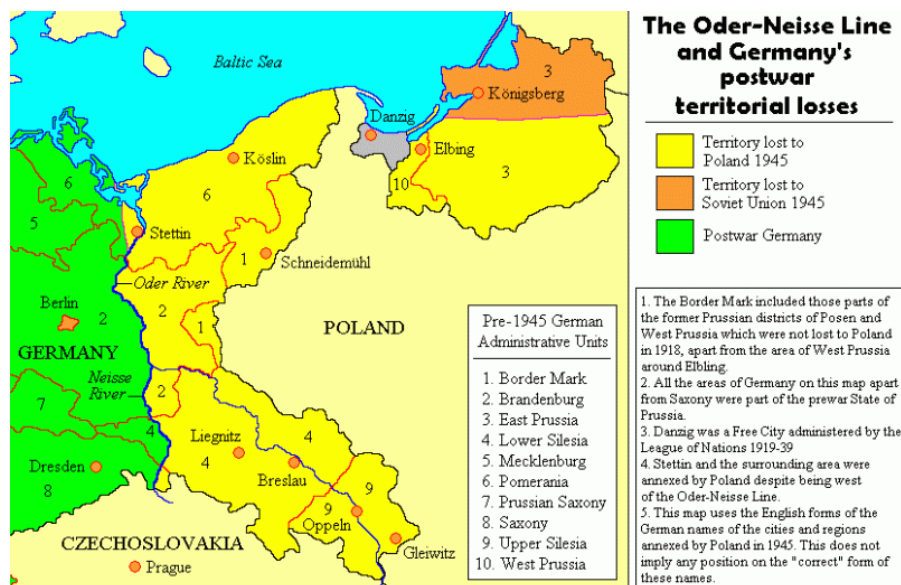 The Oder-Neisse Line
and Germany's
postwar
territorial losses
Territory lost to
Poland 1945
Territory lost to
Soviet Union 1945
Postwar Germany
1. The Border Mark included those parts of
the former Prussian districts of Posen and
West Prussia which were not lost to Poland
in 1918, apart from the area of West Prussia
around Elbling.
2. All the areas of Germany on this map apart
from Saxony were part of the prewar State of
Prussia.
3. Danzig was a Free City administered by the
League of Nations 1919-39
4. Stettin and the surrounding area were
annexed by Poland despite being west
of the Oder-Neisse Line.
5. This map uses the English forms of the
German names of the cities and regions
annexed by Poland in 1945. This does not
imply any position on the "correct" form of
these names.
Pre-1945 German
Administrative Units
1. Border Mark
2. Brandenburg
3. East Prussia
4. Lower Silesia
5. Mecklenburg
6. Pomerania
7. Prussian Saxony
8. Saxony
9. Upper Silesia
10. West Prussia
Baltic Sea
3
Königsberg
Danzig
Elbing
Köslin
6
10
3
6
5
Stettin
1
Schneidemühl
Oder River
Berlin
2
2
1
POLAND
GERMANY
Neisse
River
2
7
4
Liegnitz
4
4
Breslau
Dresden
8
9
9
Oppeln
Gleiwitz
CZECHOSLOVAKIA
Prague